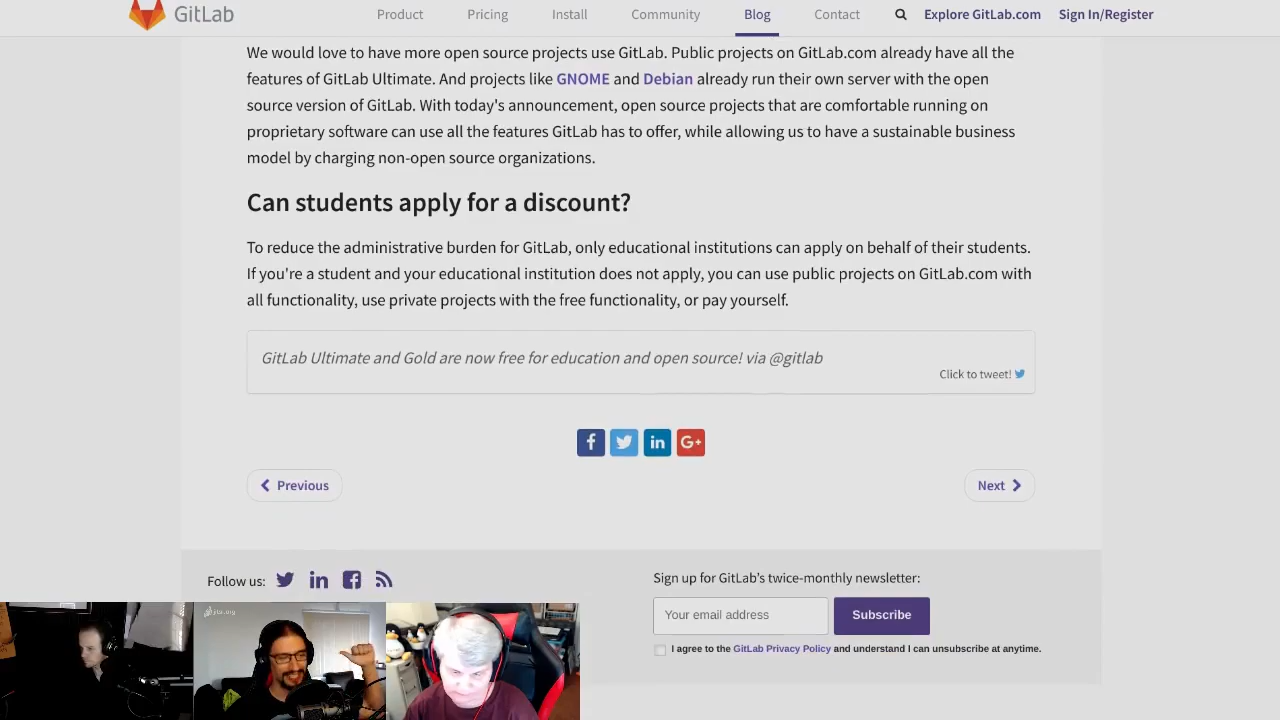 GitLab
Product Pricing Install Community Blog Contact Explore GitLab.com Sign In/Register
We would love to have more open source projects use GitLab. Public projects on GitLab.com already have all the
features of GitLab Ultimate. And projects like GNOME and Debian already run their own server with the open
source version of GitLab. With today's announcement, open source projects that are comfortable running on
proprietary software can use all the features GitLab has to offer, while allowing us to have a sustainable business
model by charging non-open source organizations.
Can students apply for a discount?
To reduce the administrative burden for GitLab, only educational institutions can apply on behalf of their students.
If you're a student and your educational institution does not apply, you can use public projects on GitLab.com with
all functionality, use private projects with the free functionality, or pay yourself.
GitLab Ultimate and Gold are now free for education and open source! via @gitlab
Click to tweet!
Previous
Next
Follow us:
Sign up for GitLab's twice-monthly newsletter:
Your email address
Subscribe
I agree to the GitLab Privacy Policy and understand I can unsubscribe at anytime.